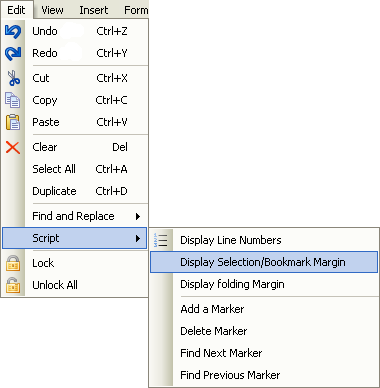 Edit View Insert Form
Undo Ctrl+Z
Redo Ctrl+Y
Cut Ctrl+X
Copy Ctrl+C
Paste Ctrl+V
Clear Del
Select All Ctrl+A
Duplicate Ctrl+D
Find and Replace
Script
Lock
Unlock All
Display Line Numbers
Display Selection/Bookmark Margin
Display folding Margin
Add a Marker
Delete Marker
Find Next Marker
Find Previous Marker